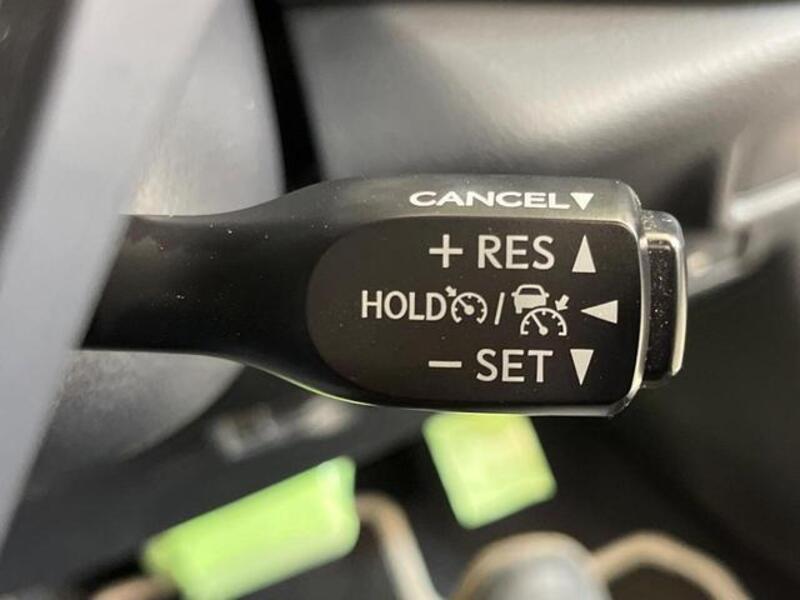 CANCEL▼
+ RES ▲
HOLD / ◀
− SET ▼